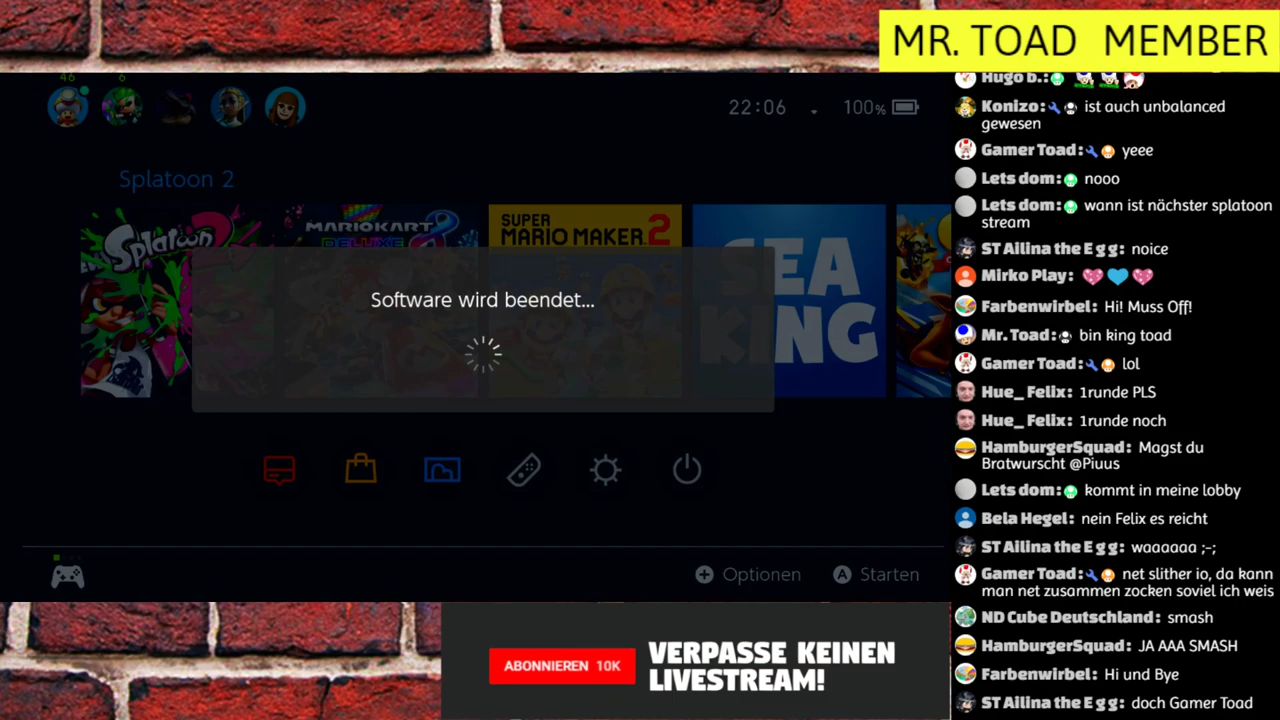 MR. TOAD MEMBER
46
6
22:06
100%
Splatoon 2
Splatoon 2
MARIOKART 8
DELUXE
SUPER
MARIO MAKER 2
SEA
KING
Software wird beendet...
Optionen
Starten
ABONNIEREN 10K
VERPASSE KEINEN
LIVESTREAM!
Hugo b.:
Konizo: ist auch unbalanced
gewesen
Gamer Toad: yeee
Lets dom: nooo
Lets dom: wann ist nächster splatoon
stream
ST Ailina the E g g: noice
Mirko Play:
Farbenwirbel: Hi! Muss Off!
Mr. Toad: bin king toad
Gamer Toad: lol
Hue_ Felix: 1runde PLS
Hue_ Felix: 1runde noch
HamburgerSquad: Magst du
Bratwurscht @Piuus
Lets dom: kommt in meine lobby
Bela Hegel: nein Felix es reicht
ST Ailina the E g g: waaaaaa ;-;
Gamer Toad: net slither io, da kann
man net zusammen zocken soviel ich weis
ND Cube Deutschland: smash
HamburgerSquad: JA AAA SMASH
Farbenwirbel: Hi und Bye
ST Ailina the E g g: doch Gamer Toad